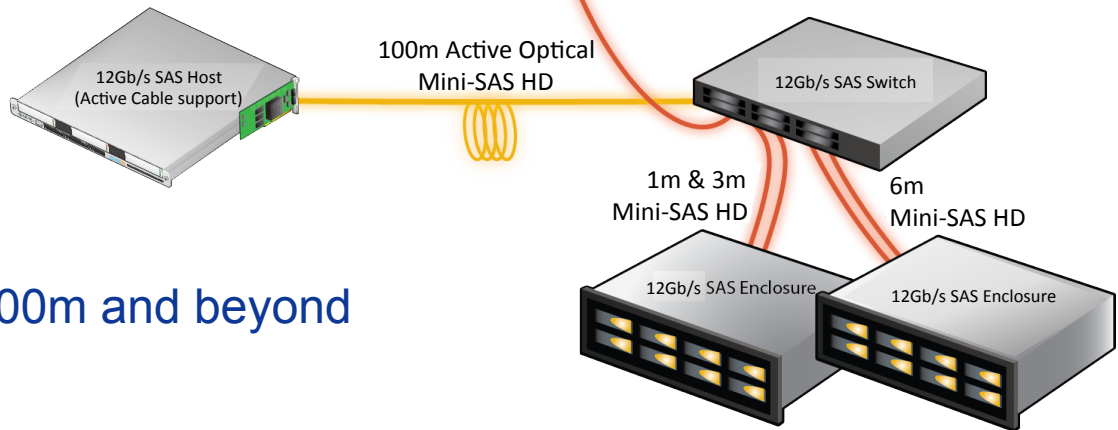 100m Active Optical
Mini-SAS HD
12Gb/s SAS Host
(Active Cable support)
12Gb/s SAS Switch
1m & 3m
Mini-SAS HD
6m
Mini-SAS HD
12Gb/s SAS Enclosure
12Gb/s SAS Enclosure
00m and beyond